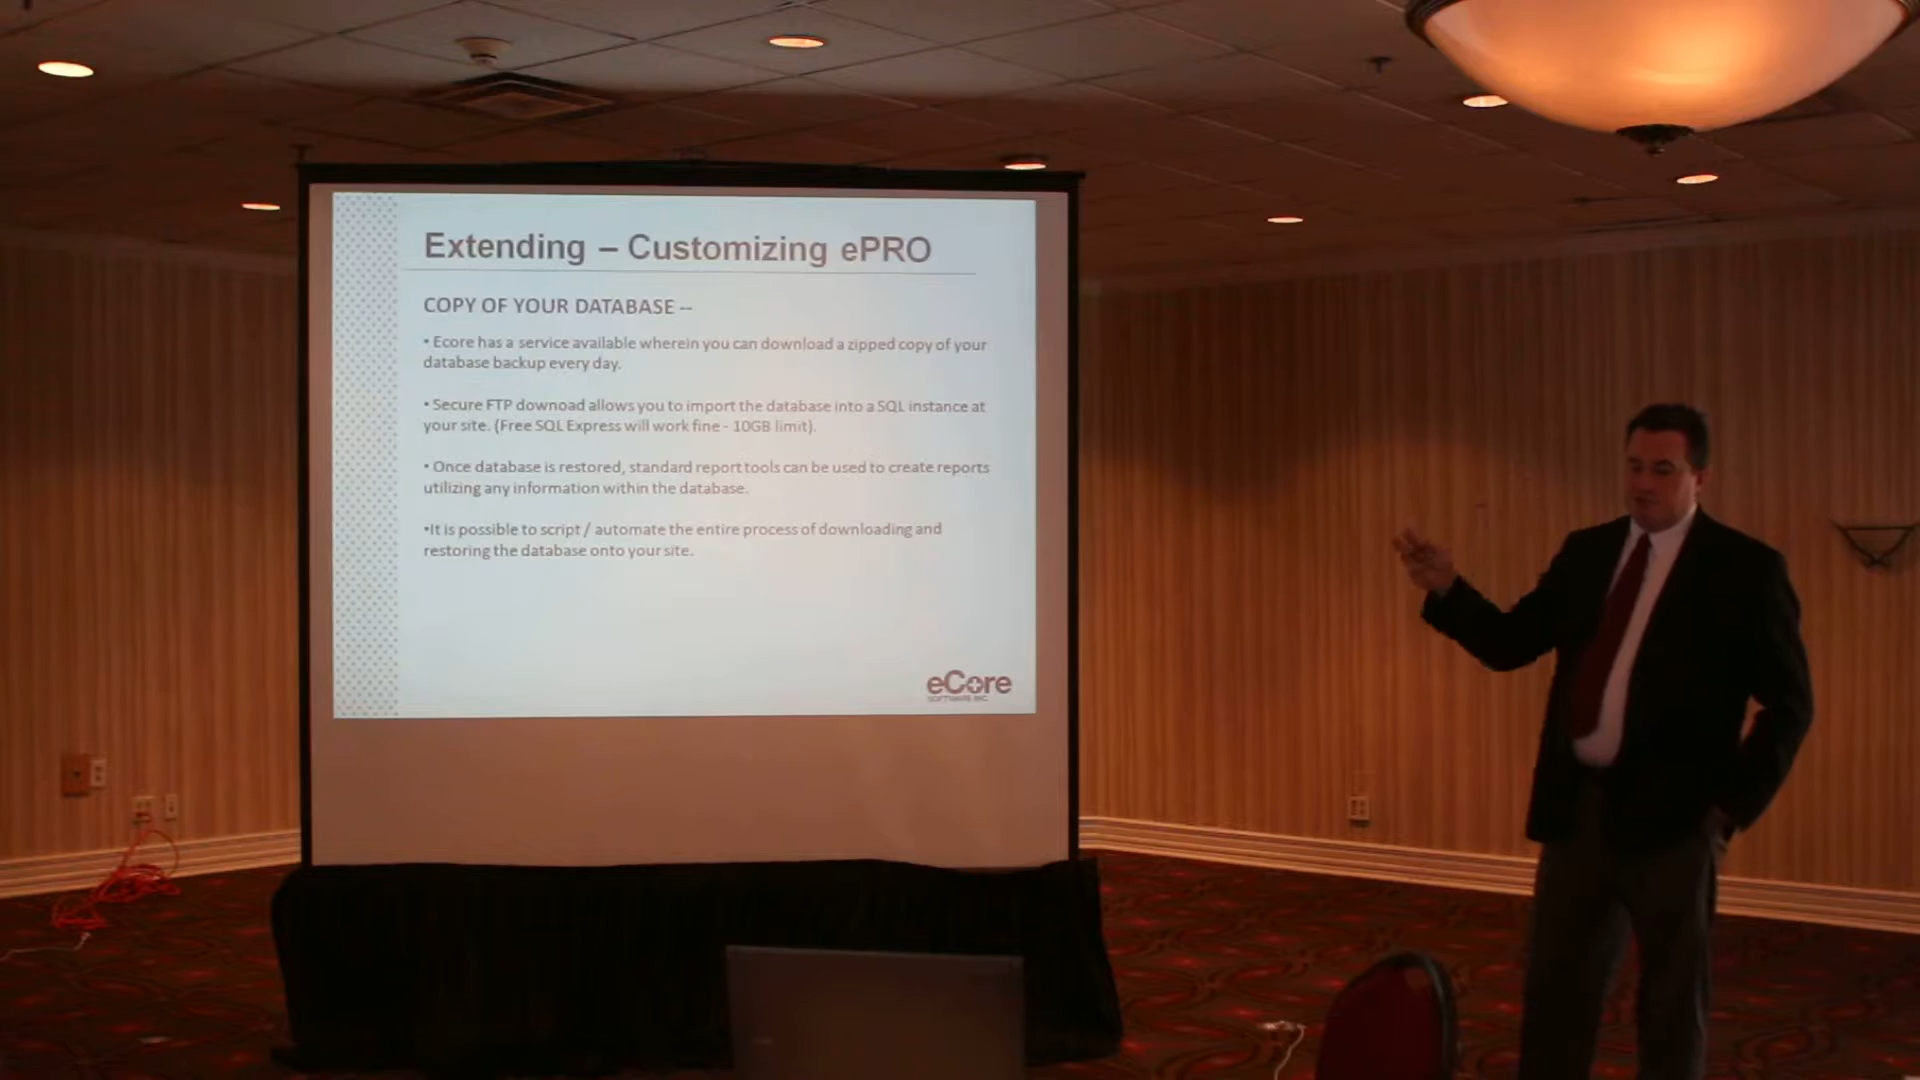 Extending – Customizing ePRO
COPY OF YOUR DATABASE --
• Ecore has a service available wherein you can download a zipped copy of your
database backup every day.
• Secure FTP downoad allows you to import the database into a SQL instance at
your site. (Free SQL Express will work fine - 10GB limit).
• Once database is restored, standard report tools can be used to create reports
utilizing any information within the database.
•It is possible to script / automate the entire process of downloading and
restoring the database onto your site.
eCore
SOFTWARE INC.